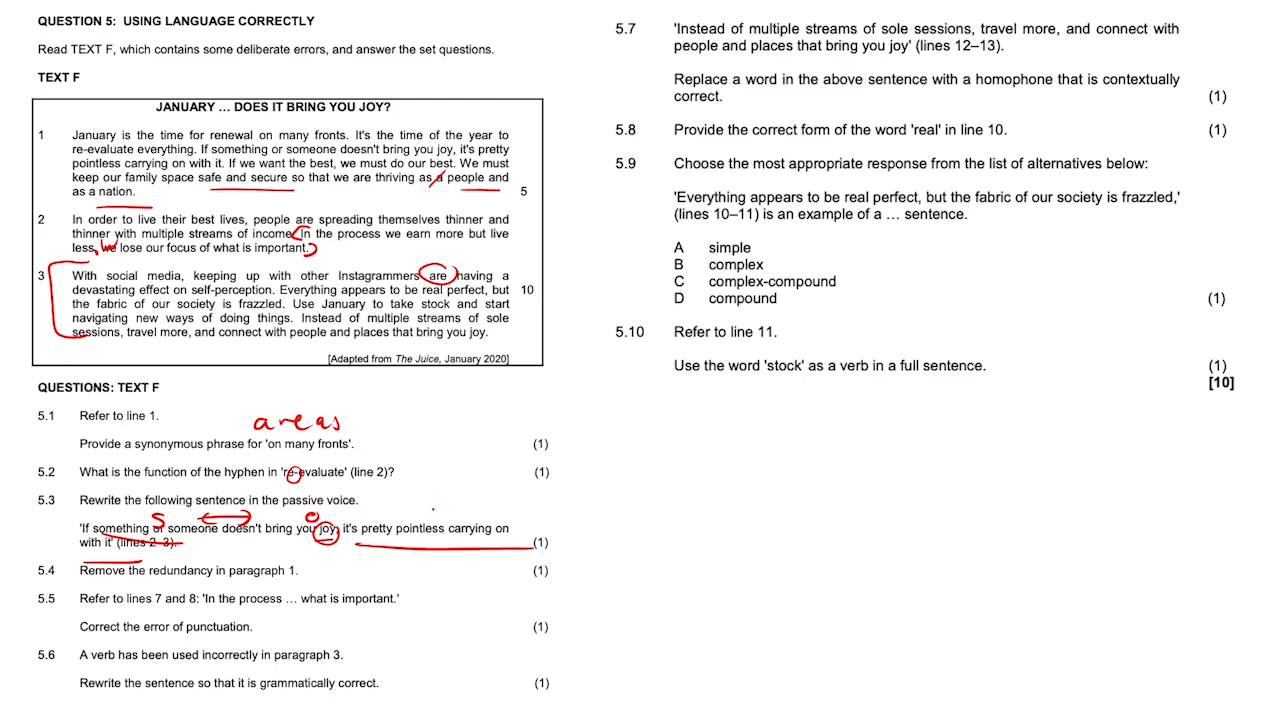 QUESTION 5: USING LANGUAGE CORRECTLY
Read TEXT F, which contains some deliberate errors, and answer the set questions.
TEXT F
JANUARY ... DOES IT BRING YOU JOY?
1 January is the time for renewal on many fronts. It's the time of the year to
re-evaluate everything. If something or someone doesn't bring you joy, it's pretty
pointless carrying on with it. If we want the best, we must do our best. We must
keep our family space safe and secure so that we are thriving as a people and
as a nation. 5
2 In order to live their best lives, people are spreading themselves thinner and
thinner with multiple streams of income. In the process we earn more but live
less, we lose our focus of what is important.
3 With social media, keeping up with other Instagrammers are having a
devastating effect on self-perception. Everything appears to be real perfect, but 10
the fabric of our society is frazzled. Use January to take stock and start
navigating new ways of doing things. Instead of multiple streams of sole
sessions, travel more, and connect with people and places that bring you joy.
[Adapted from The Juice, January 2020]
QUESTIONS: TEXT F
5.1 Refer to line 1.
areas
Provide a synonymous phrase for 'on many fronts'. (1)
5.2 What is the function of the hyphen in 're-evaluate' (line 2)? (1)
5.3 Rewrite the following sentence in the passive voice.
S O
'If something or someone doesn't bring you joy, it's pretty pointless carrying on
with it' (lines 2–3). (1)
5.4 Remove the redundancy in paragraph 1. (1)
5.5 Refer to lines 7 and 8: 'In the process ... what is important.'
Correct the error of punctuation. (1)
5.6 A verb has been used incorrectly in paragraph 3.
Rewrite the sentence so that it is grammatically correct. (1)
5.7 'Instead of multiple streams of sole sessions, travel more, and connect with
people and places that bring you joy' (lines 12–13).
Replace a word in the above sentence with a homophone that is contextually
correct. (1)
5.8 Provide the correct form of the word 'real' in line 10. (1)
5.9 Choose the most appropriate response from the list of alternatives below:
'Everything appears to be real perfect, but the fabric of our society is frazzled,'
(lines 10–11) is an example of a ... sentence.
A simple
B complex
C complex-compound
D compound (1)
5.10 Refer to line 11.
Use the word 'stock' as a verb in a full sentence. (1)
[10]